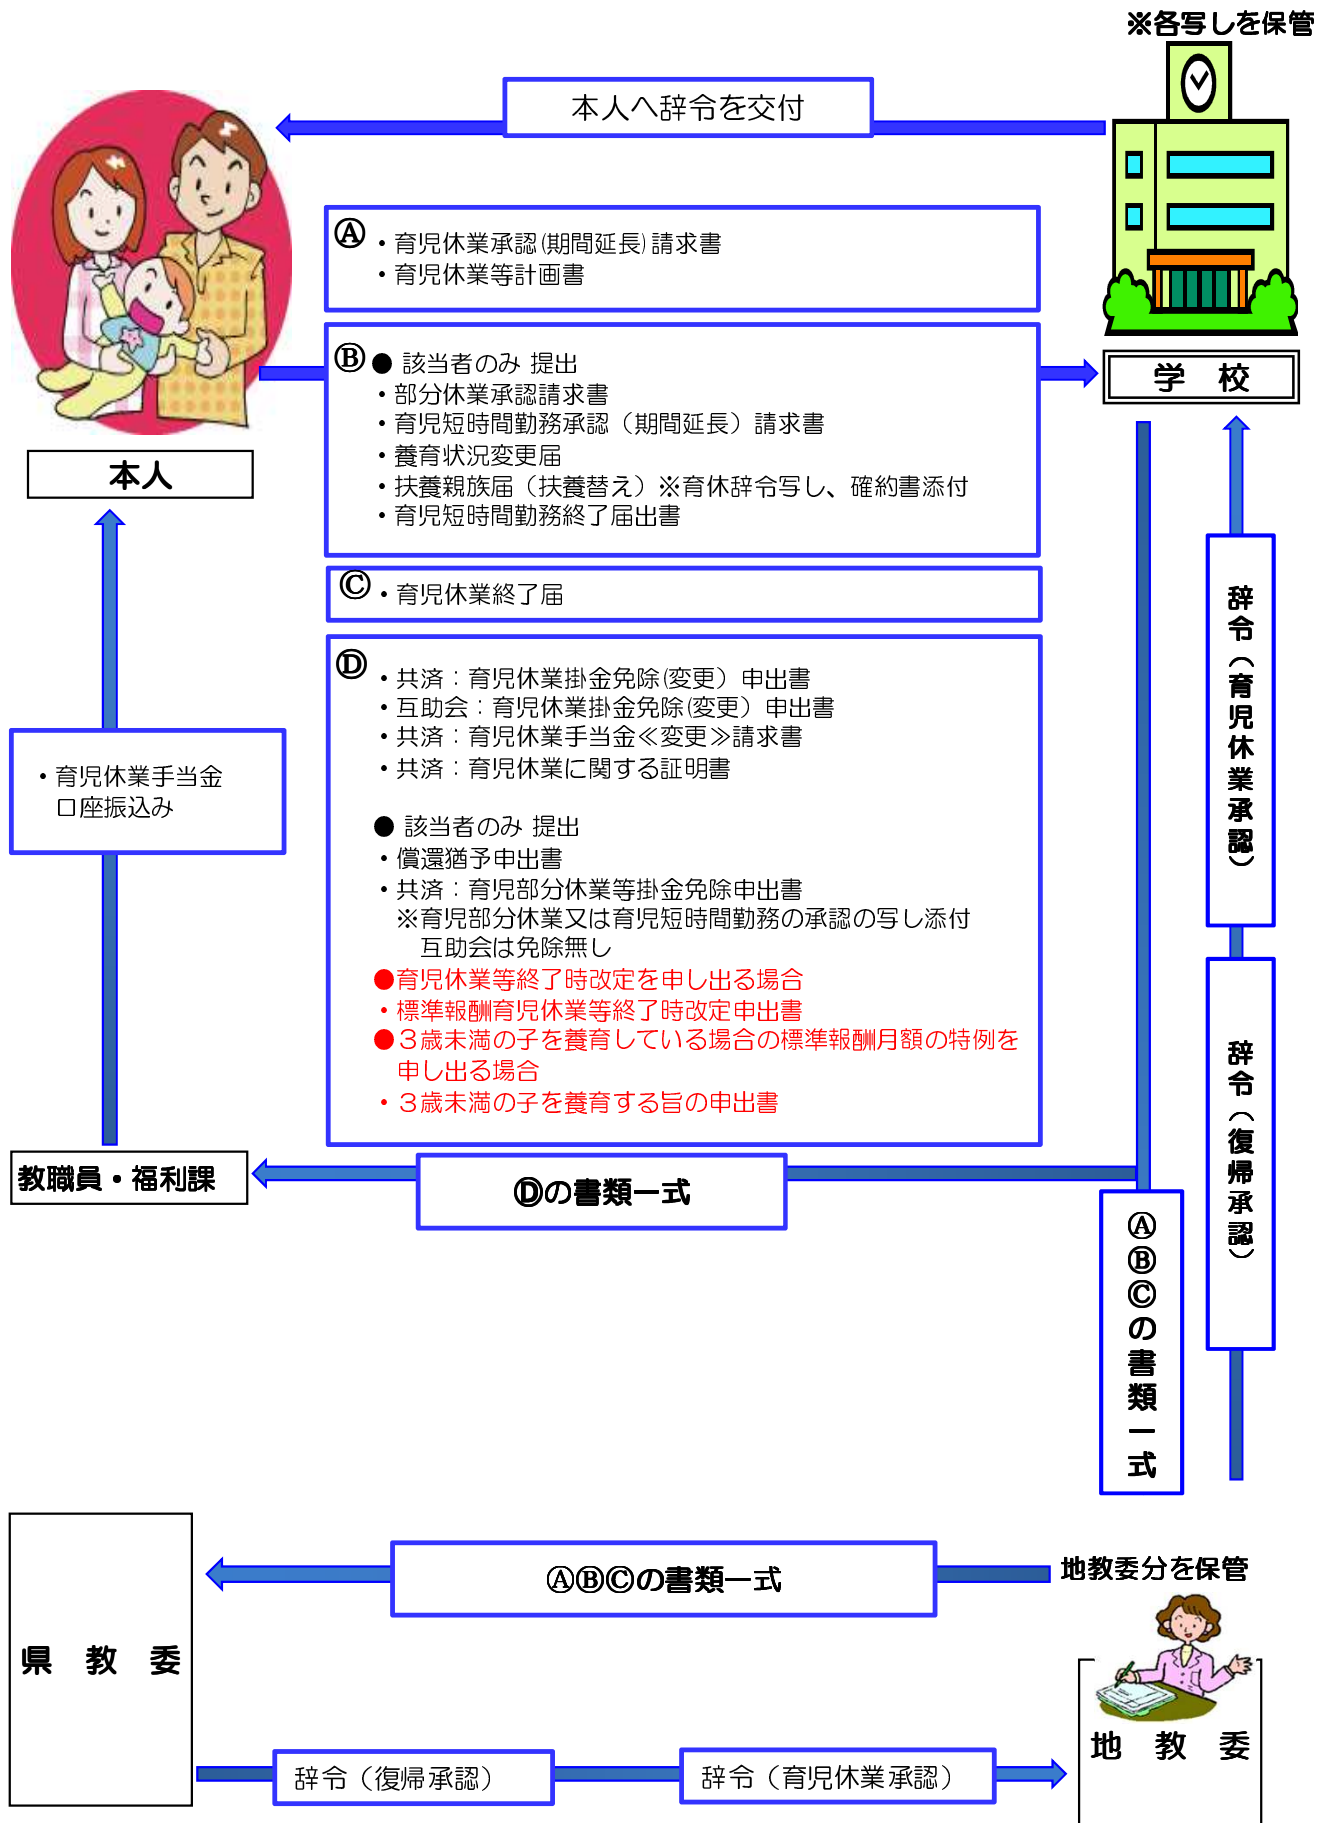 ※各写しを保管
本人へ辞令を交付
Ⓐ
・育児休業承認(期間延長)請求書
・育児休業等計画書
Ⓑ ● 該当者のみ 提出
・部分休業承認請求書
・育児短時間勤務承認（期間延長）請求書
・養育状況変更届
・扶養親族届（扶養替え）※育休辞令写し、確約書添付
・育児短時間勤務終了届出書
学　校
本人
Ⓒ ・育児休業終了届
Ⓓ
・共済：育児休業掛金免除(変更）申出書
・互助会：育児休業掛金免除(変更）申出書
・共済：育児休業手当金≪変更≫請求書
・共済：育児休業に関する証明書
● 該当者のみ 提出
・償還猶予申出書
・共済：育児部分休業等掛金免除申出書
※育児部分休業又は育児短時間勤務の承認の写し添付
互助会は免除無し
●育児休業等終了時改定を申し出る場合
・標準報酬育児休業等終了時改定申出書
●３歳未満の子を養育している場合の標準報酬月額の特例を
申し出る場合
・３歳未満の子を養育する旨の申出書
・育児休業手当金
口座振込み
辞令（育児休業承認）
辞令（復帰承認）
教職員・福利課
Ⓓの書類一式
ⒶⒷⒸの書類一式
ⒶⒷⒸの書類一式
地教委分を保管
県　教　委
地　教　委
辞令（復帰承認）
辞令（育児休業承認）